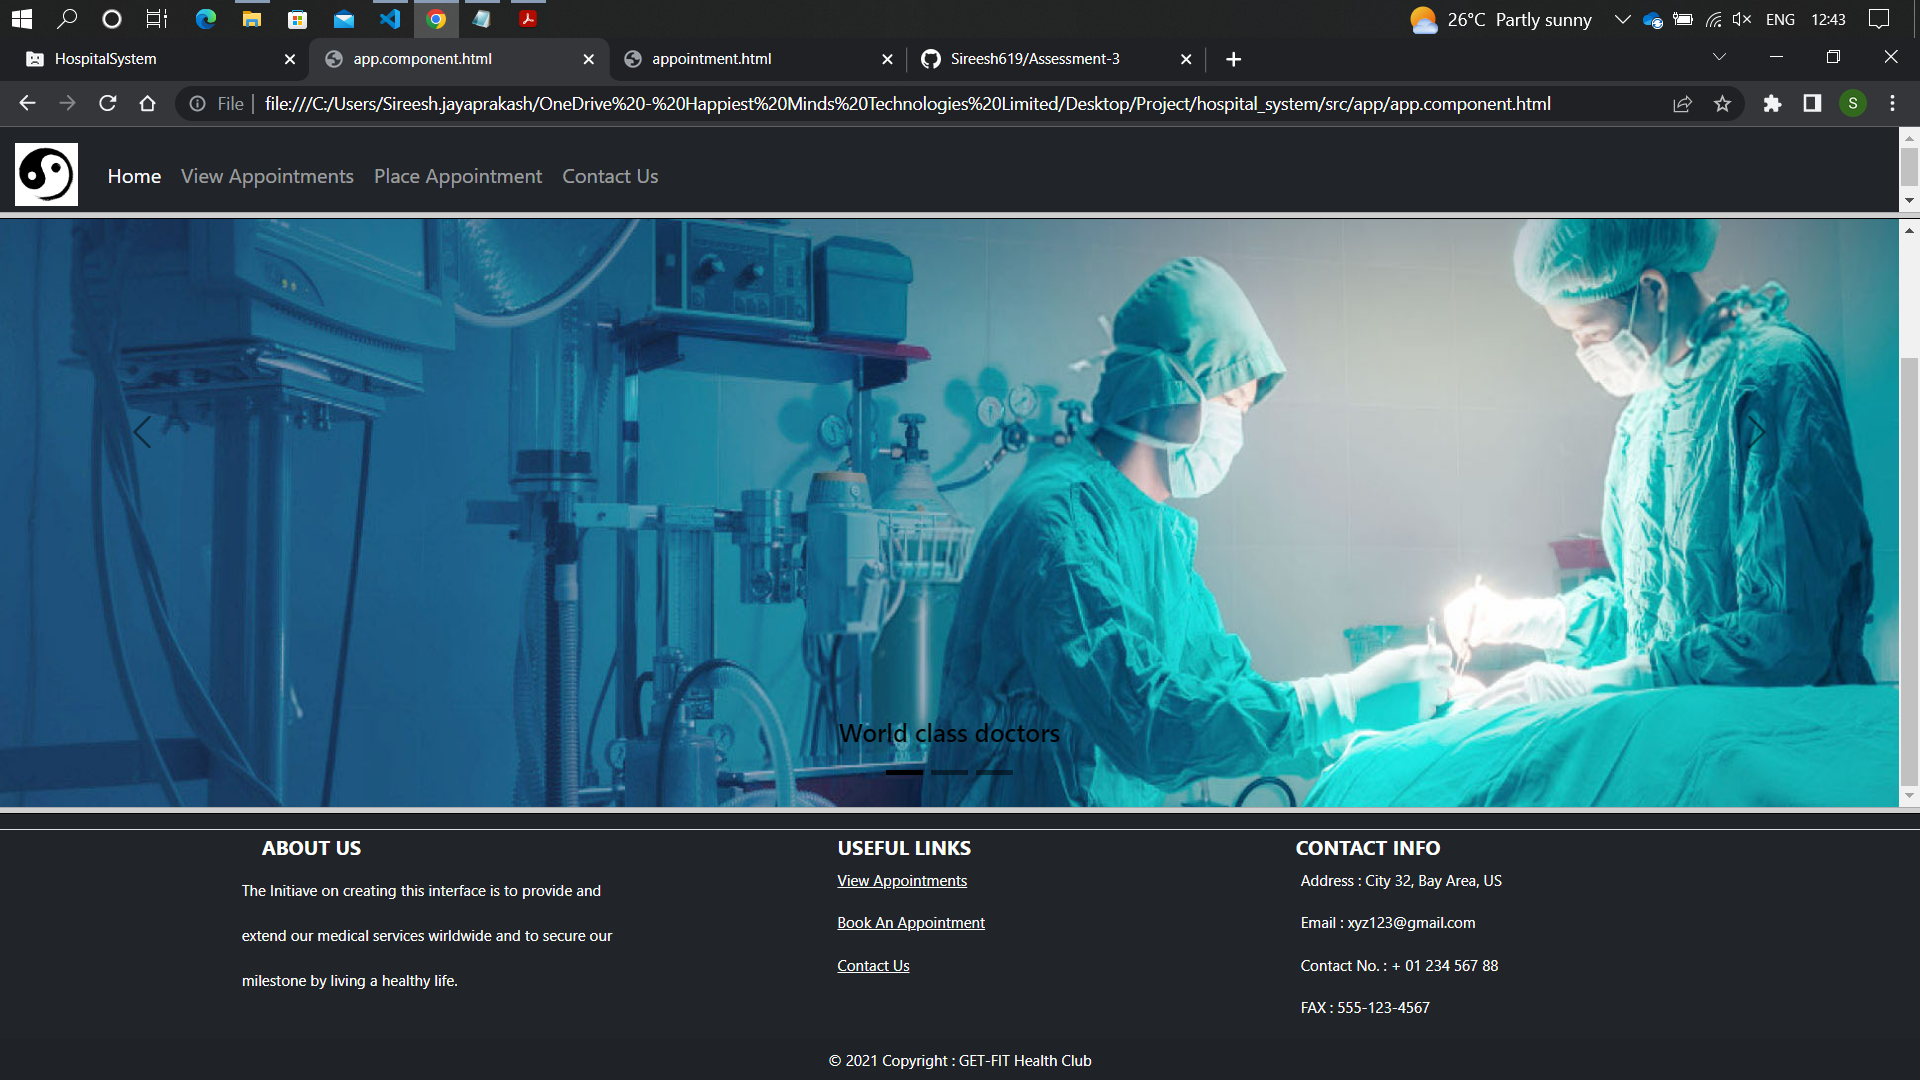 26°C Partly sunny
ENG
12:43
HospitalSystem
app.component.html
appointment.html
Sireesh619/Assessment-3
File
file:///C:/Users/Sireesh.jayaprakash/OneDrive%20-%20Happiest%20Minds%20Technologies%20Limited/Desktop/Project/hospital_system/src/app/app.component.html
S
Home View Appointments Place Appointment Contact Us
World class doctors
ABOUT US
The Initiave on creating this interface is to provide and
extend our medical services wirldwide and to secure our
milestone by living a healthy life.
USEFUL LINKS
View Appointments
Book An Appointment
Contact Us
CONTACT INFO
Address : City 32, Bay Area, US
Email : xyz123@gmail.com
Contact No. : + 01 234 567 88
FAX : 555-123-4567
© 2021 Copyright : GET-FIT Health Club